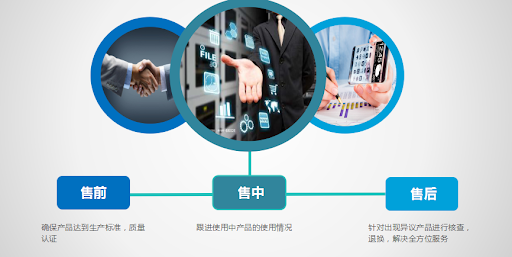 FILE
售前
售中
售后
确保产品达到生产标准，质量
认证
跟进使用中产品的使用情况
针对出现异议产品进行核查，
退换，解决全方位服务